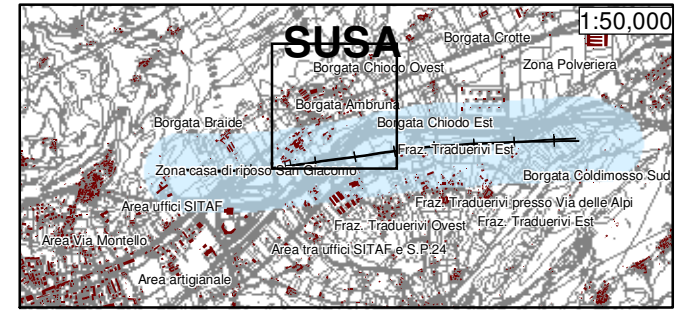 1:50,000
SUSA
Borgata Crotte
Borgata Chiodo Ovest
Zona Polveriera
Borgata Ambruna
Borgata Braide
Borgata Chiodo Est
Fraz. Traduerivi Est
Zona casa di riposo San Giacomo
Borgata Coldimosso Sud
Area uffici SITAF
Fraz. Traduerivi presso Via delle Alpi
Fraz. Traduerivi Ovest
Fraz. Traduerivi Est
Area Via Montello
Area tra uffici SITAF e S.P.24
Area artigianale